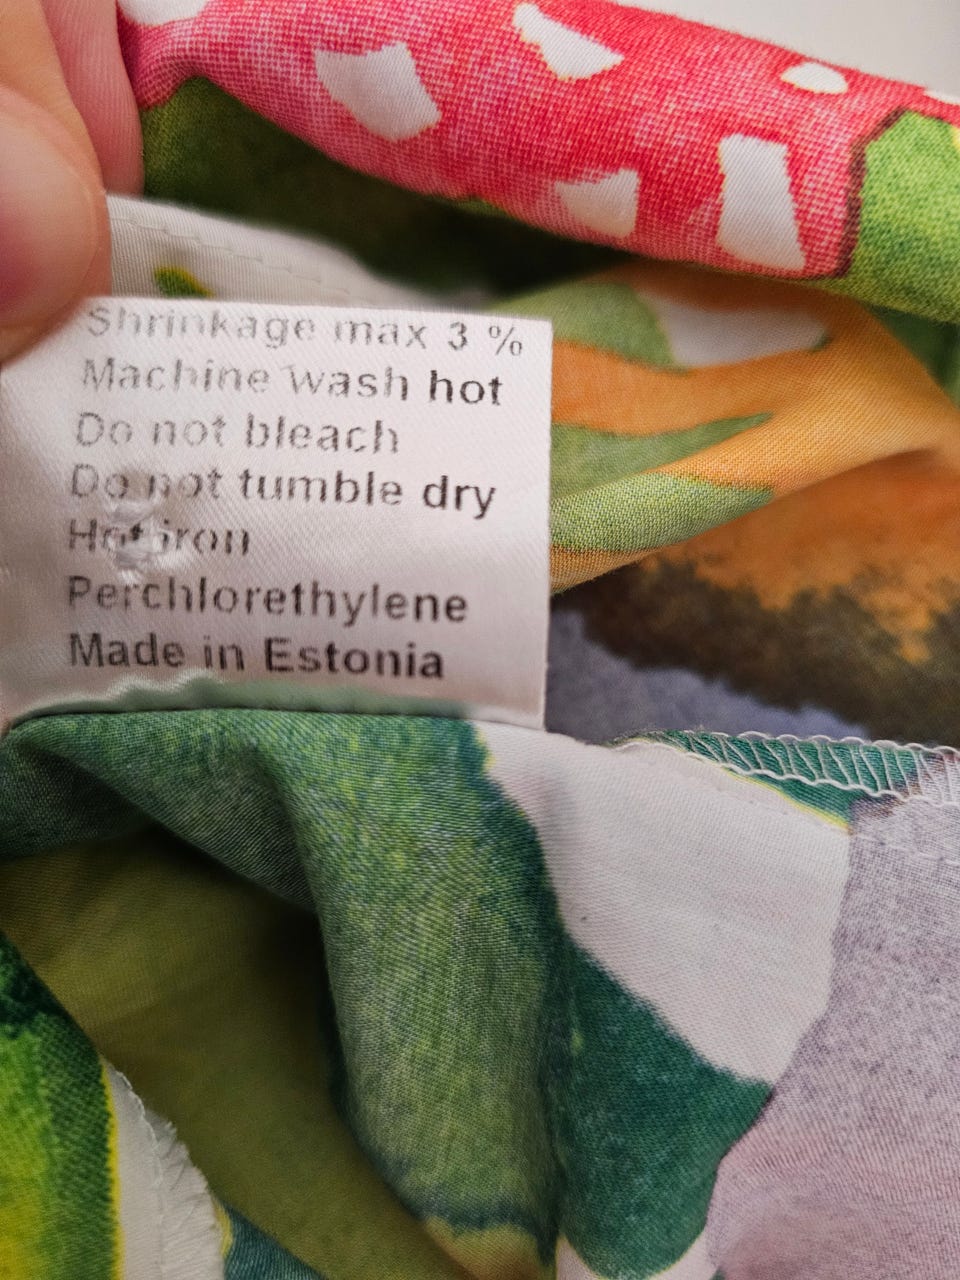 Shrinkage max 3 %
Machine wash hot
Do not bleach
Do not tumble dry
Hot iron
Perchlorethylene
Made in Estonia